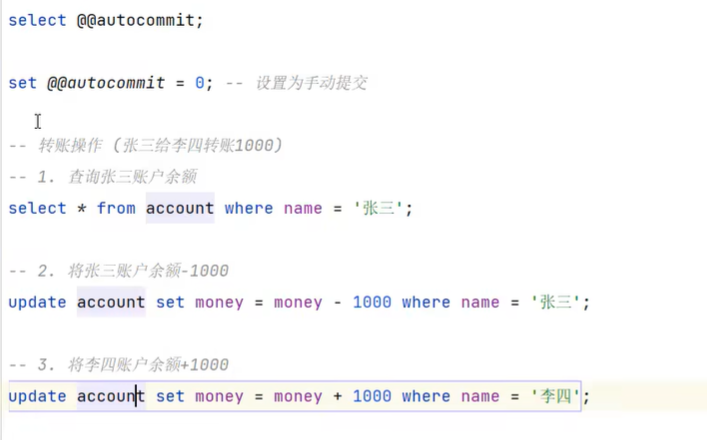 select @@autocommit;
set @@autocommit = 0; -- 设置为手动提交
-- 转账操作 (张三给李四转账1000)
-- 1. 查询张三账户余额
select * from account where name = '张三';
-- 2. 将张三账户余额-1000
update account set money = money - 1000 where name = '张三';
-- 3. 将李四账户余额+1000
update account set money = money + 1000 where name = '李四';